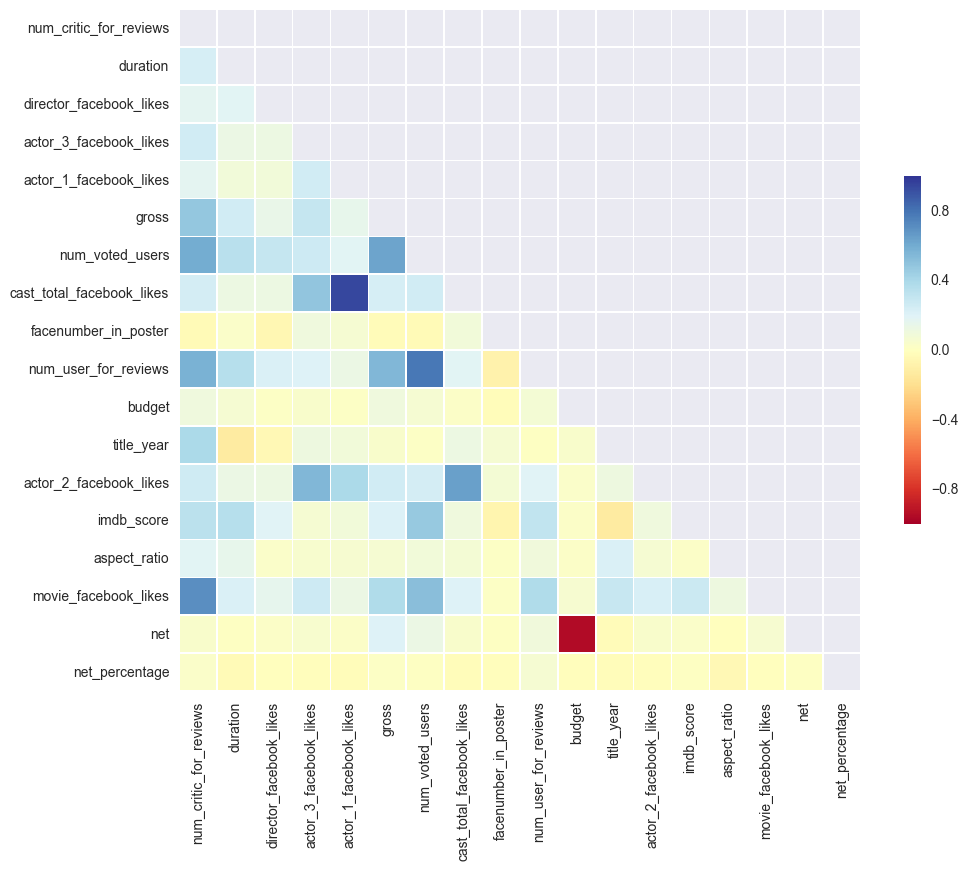 num_critic_for_reviews
duration
director_facebook_likes
actor_3_facebook_likes
actor_1_facebook_likes
gross
num_voted_users
cast_total_facebook_likes
facenumber_in_poster
num_user_for_reviews
budget
title_year
actor_2_facebook_likes
imdb_score
aspect_ratio
movie_facebook_likes
net
net_percentage
num_critic_for_reviews
duration
director_facebook_likes
actor_3_facebook_likes
actor_1_facebook_likes
gross
num_voted_users
cast_total_facebook_likes
facenumber_in_poster
num_user_for_reviews
budget
title_year
actor_2_facebook_likes
imdb_score
aspect_ratio
movie_facebook_likes
net
net_percentage
0.8
0.4
0.0
−0.4
−0.8